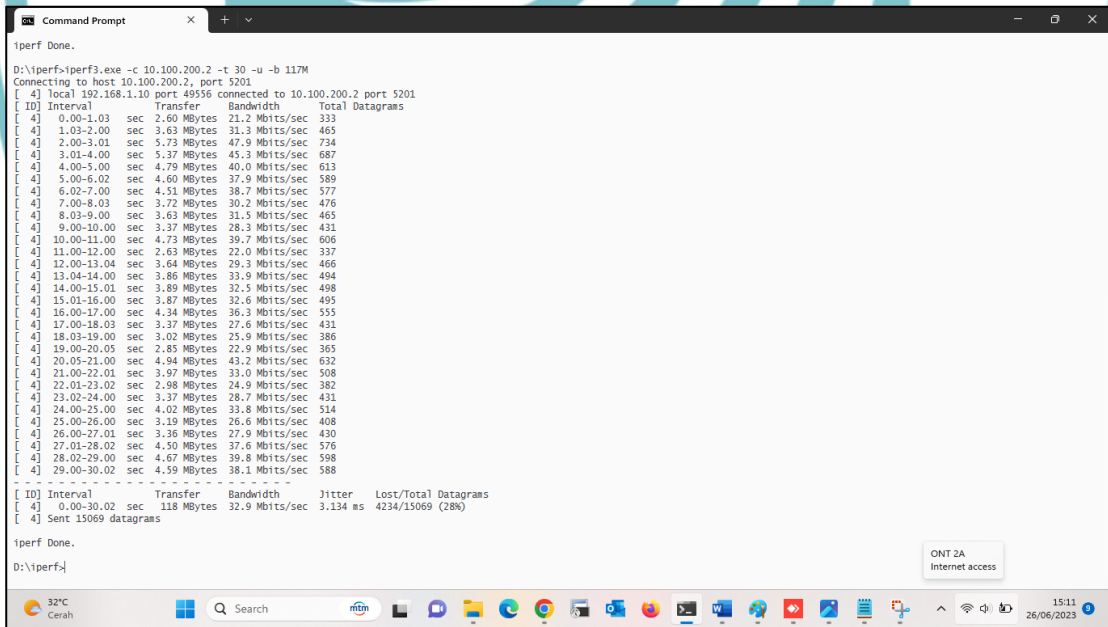 Command Prompt
iperf Done.
D:\iperf>iperf3.exe -c 10.100.200.2 -t 30 -u -b 117M
Connecting to host 10.100.200.2, port 5201
[  4] local 192.168.1.10 port 49556 connected to 10.100.200.2 port 5201
[ ID] Interval           Transfer     Bandwidth       Total Datagrams
[  4]   0.00-1.03   sec  2.60 MBytes  21.2 Mbits/sec  333
[  4]   1.03-2.00   sec  3.63 MBytes  31.3 Mbits/sec  465
[  4]   2.00-3.01   sec  5.73 MBytes  47.9 Mbits/sec  734
[  4]   3.01-4.00   sec  5.37 MBytes  45.3 Mbits/sec  687
[  4]   4.00-5.00   sec  4.79 MBytes  40.0 Mbits/sec  613
[  4]   5.00-6.02   sec  4.60 MBytes  37.9 Mbits/sec  589
[  4]   6.02-7.00   sec  4.51 MBytes  38.7 Mbits/sec  577
[  4]   7.00-8.03   sec  3.72 MBytes  30.2 Mbits/sec  476
[  4]   8.03-9.00   sec  3.63 MBytes  31.5 Mbits/sec  465
[  4]   9.00-10.00  sec  3.37 MBytes  28.3 Mbits/sec  431
[  4]  10.00-11.00  sec  4.73 MBytes  39.7 Mbits/sec  606
[  4]  11.00-12.00  sec  2.63 MBytes  22.0 Mbits/sec  337
[  4]  12.00-13.04  sec  3.64 MBytes  29.3 Mbits/sec  466
[  4]  13.04-14.00  sec  3.86 MBytes  33.9 Mbits/sec  494
[  4]  14.00-15.01  sec  3.89 MBytes  32.5 Mbits/sec  498
[  4]  15.01-16.00  sec  3.87 MBytes  32.6 Mbits/sec  495
[  4]  16.00-17.00  sec  4.34 MBytes  36.3 Mbits/sec  555
[  4]  17.00-18.03  sec  3.37 MBytes  27.6 Mbits/sec  431
[  4]  18.03-19.00  sec  3.02 MBytes  25.9 Mbits/sec  386
[  4]  19.00-20.05  sec  2.85 MBytes  22.9 Mbits/sec  365
[  4]  20.05-21.00  sec  4.94 MBytes  43.2 Mbits/sec  632
[  4]  21.00-22.01  sec  3.97 MBytes  33.0 Mbits/sec  508
[  4]  22.01-23.02  sec  2.98 MBytes  24.9 Mbits/sec  382
[  4]  23.02-24.00  sec  3.37 MBytes  28.7 Mbits/sec  431
[  4]  24.00-25.00  sec  4.02 MBytes  33.8 Mbits/sec  514
[  4]  25.00-26.00  sec  3.19 MBytes  26.6 Mbits/sec  408
[  4]  26.00-27.01  sec  3.36 MBytes  27.9 Mbits/sec  430
[  4]  27.01-28.02  sec  4.50 MBytes  37.6 Mbits/sec  576
[  4]  28.02-29.00  sec  4.67 MBytes  39.8 Mbits/sec  598
[  4]  29.00-30.02  sec  4.59 MBytes  38.1 Mbits/sec  588
- - - - - - - - - - - - - - - - - - - - - - - - -
[ ID] Interval           Transfer     Bandwidth       Jitter    Lost/Total Datagrams
[  4]   0.00-30.02  sec   118 MBytes  32.9 Mbits/sec  3.134 ms  4234/15069 (28%)
[  4] Sent 15069 datagrams
iperf Done.
D:\iperf>
ONT 2A
Internet access
32°C
Cerah
Search
mtm
15:11
26/06/2023
9